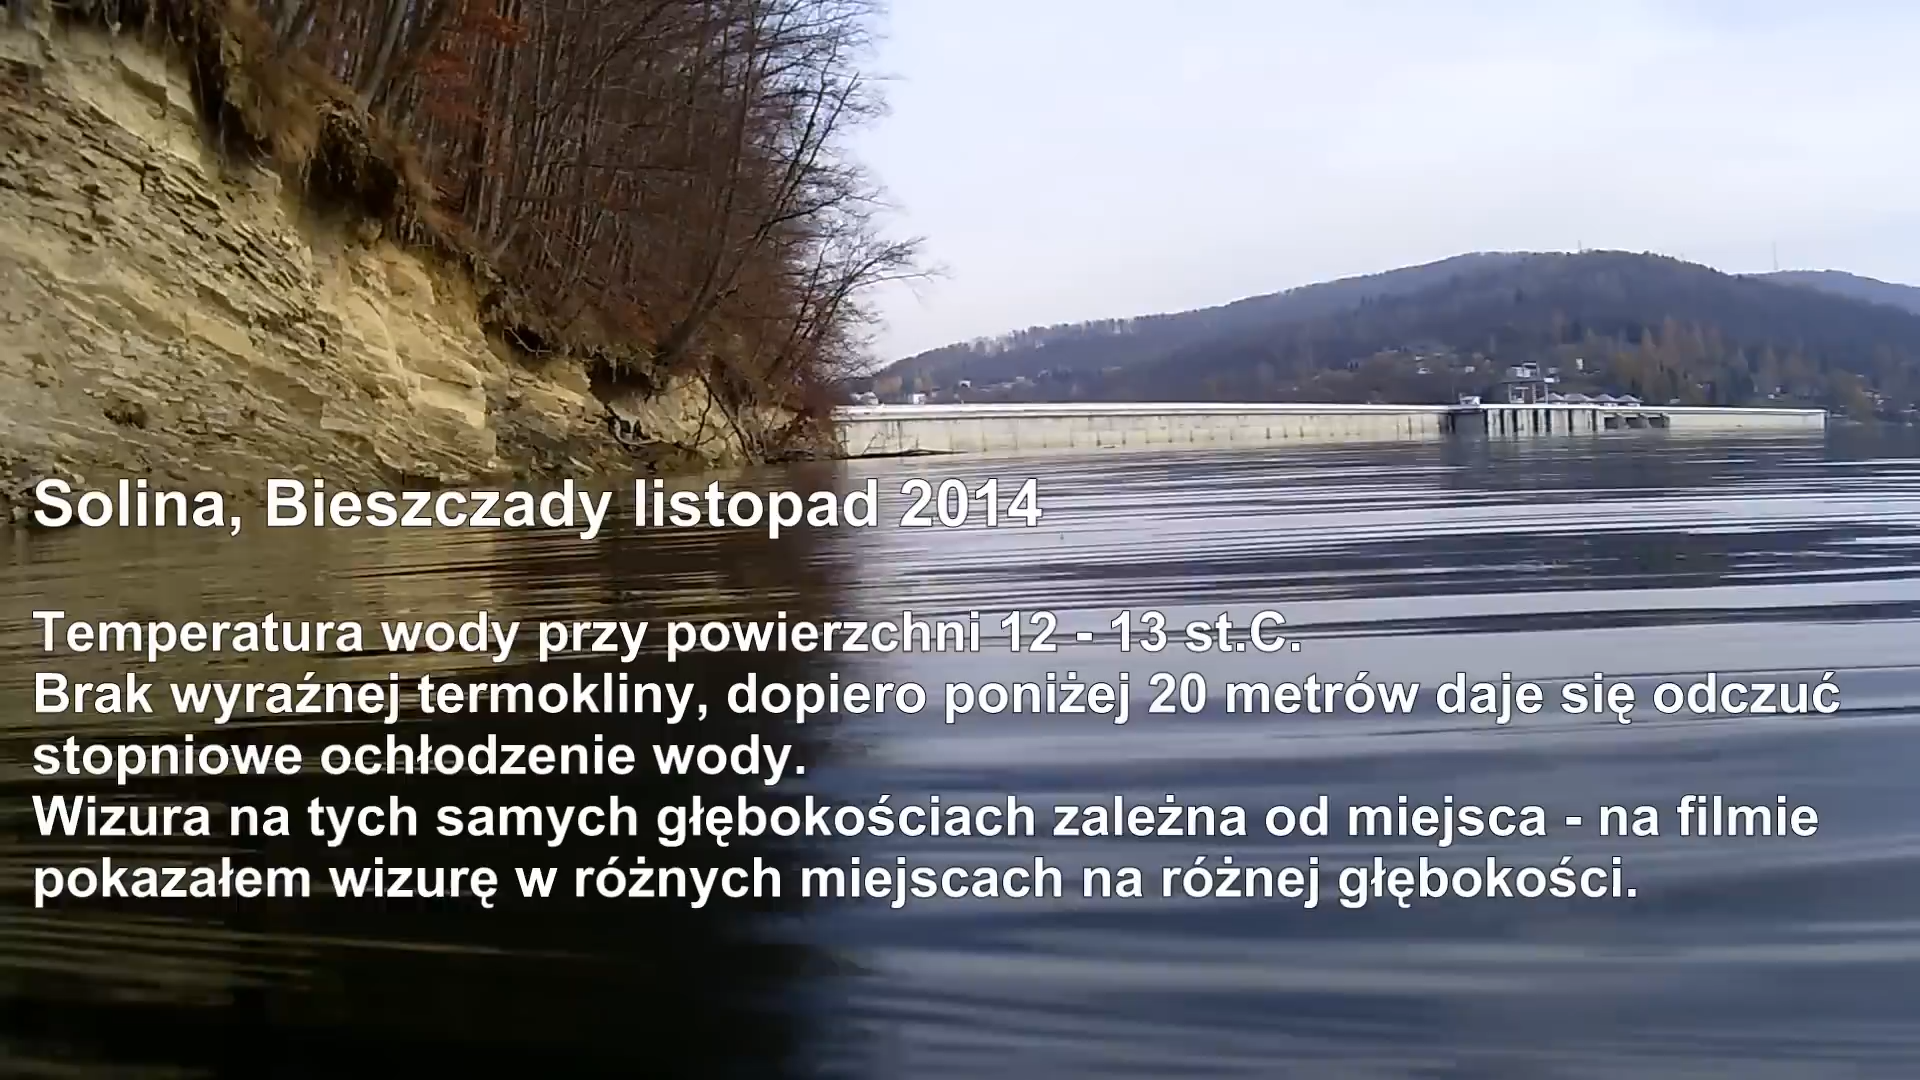 Solina, Bieszczady listopad 2014
Temperatura wody przy powierzchni 12 - 13 st.C.
Brak wyraźnej termokliny, dopiero poniżej 20 metrów daje się odczuć
stopniowe ochłodzenie wody.
Wizura na tych samych głębokościach zależna od miejsca - na filmie
pokazałem wizurę w różnych miejscach na różnej głębokości.